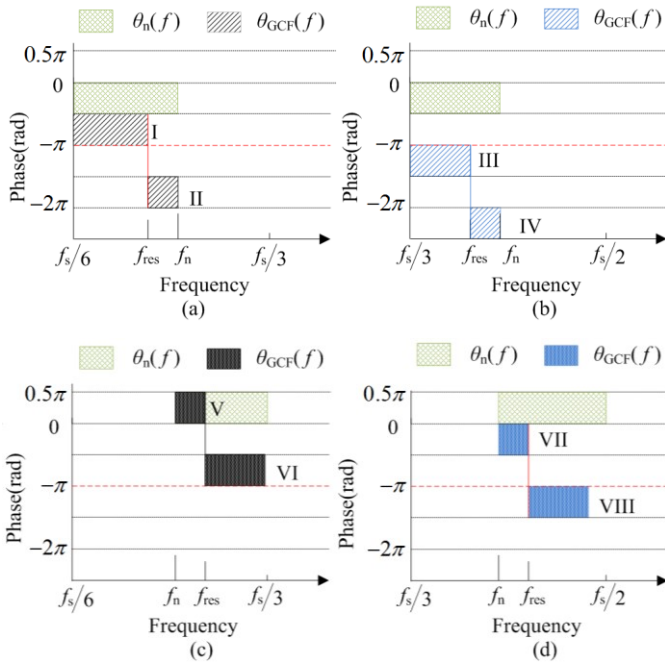 θn(f) θGCF(f) θn(f) θGCF(f)
0.5π 0.5π
0 0
Phase(rad) Phase(rad)
I
−π −π
III
II
−2π −2π
IV
fs/6 fres fn fs/3 fs/3 fres fn fs/2
Frequency Frequency
(a) (b)
θn(f) θGCF(f) θn(f) θGCF(f)
0.5π 0.5π
V
0 0
VII
Phase(rad) Phase(rad)
VI
−π −π
VIII
−2π −2π
fs/6 fn fres fs/3 fs/3 fn fres fs/2
Frequency Frequency
(c) (d)